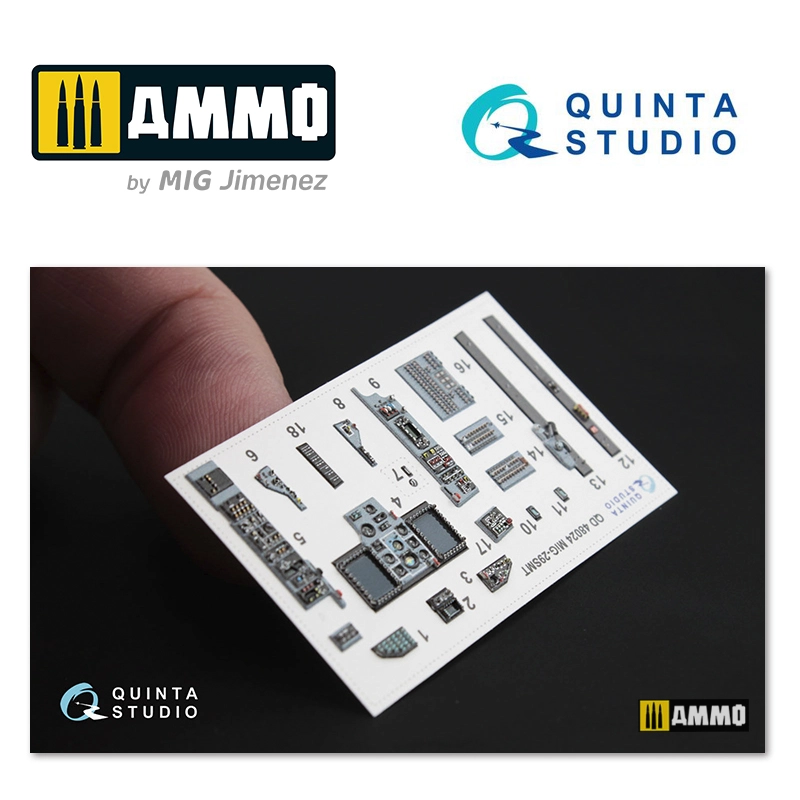 AMMO
by MIG Jimenez
QUINTA
STUDIO
16
9
8
18
6
15
7
14
4
5
12
13
11
10
17
3
2
1
QUINTA
STUDIO
QD 48024 MIG-29SMT
QUINTA
STUDIO
AMMO